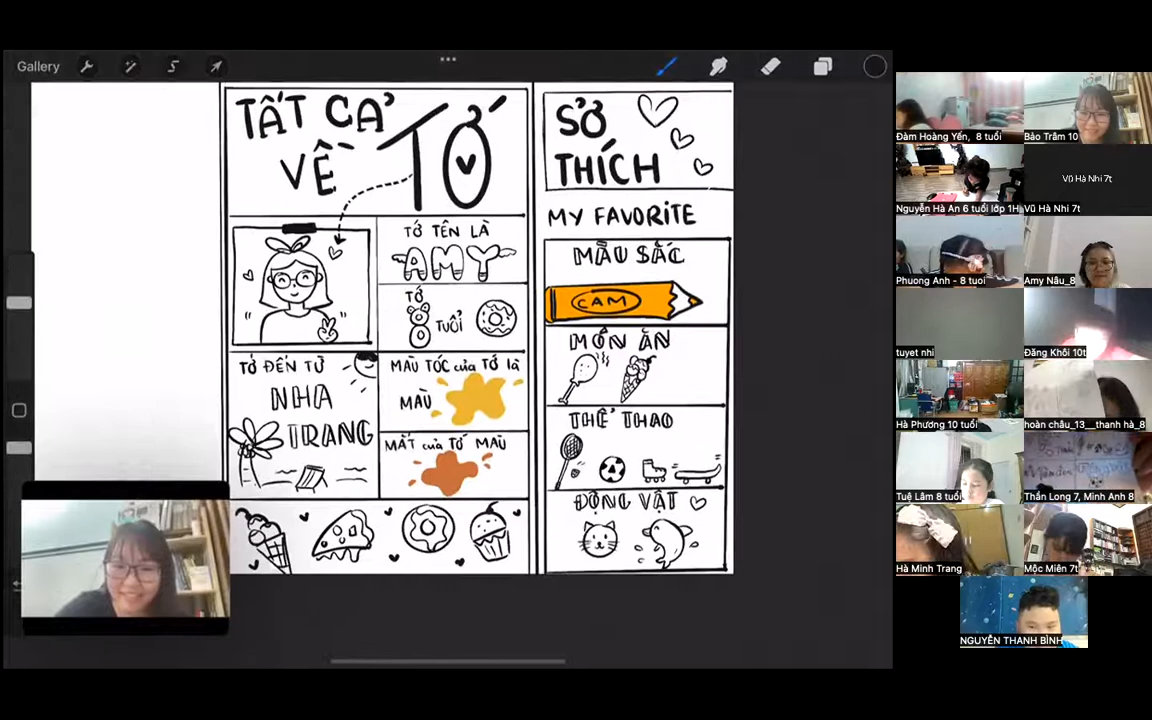 Gallery
TẤT CẢ
VỀ
TỚ
TỚ TÊN LÀ
AMY
TỚ
8 TUỔI
TỚ ĐẾN TỪ
NHA
TRANG
MÀU TÓC của TỚ là
MÀU
MẮT của TỚ MÀU
SỞ
THÍCH
MY FAVORITE
MÀU SẮC
CAM
MÓN ĂN
THỂ THAO
ĐỘNG VẬT
Đàm Hoàng Yến, 8 tuổi
Bảo Trâm 10
Nguyễn Hà An 6 tuổi lớp 1H
Vũ Hà Nhi 7t
Vũ Hà Nhi 7t
Phuong Anh - 8 tuoi
Amy Nâu_8
tuyet nhi
Đăng Khôi 10t
Hà Phương 10 tuổi
hoàn châu_13__thanh hà_8
Tuệ Lâm 8 tuổi
Thần Long 7, Minh Anh 8
Hà Minh Trang
Mộc Miên 7t
NGUYỄN THANH BÌNH